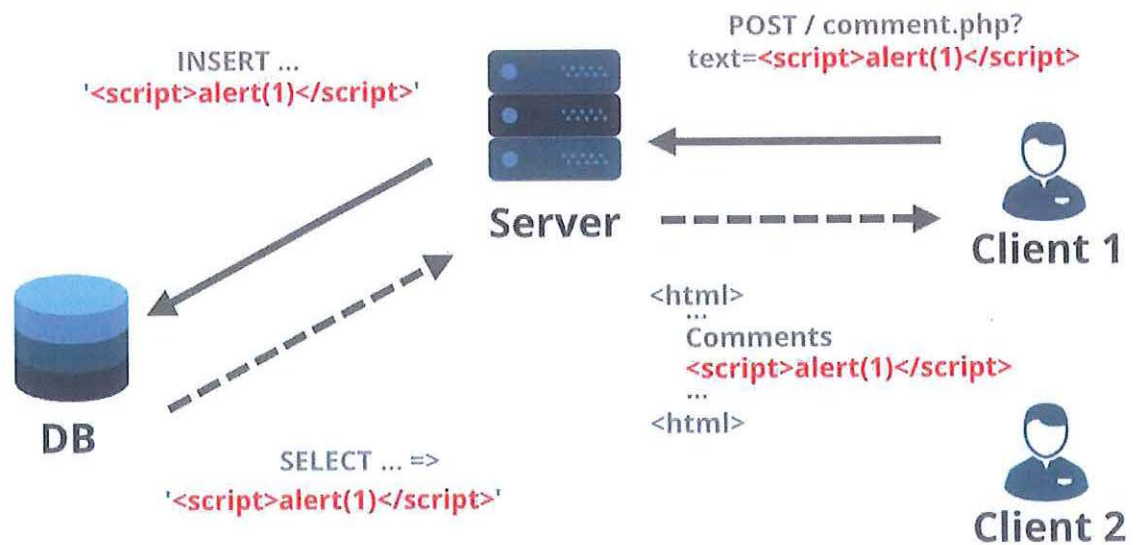 POST / comment.php?
text=<script>alert(1)</script>
INSERT ...
'<script>alert(1)</script>'
Server
Client 1
<html>
...
Comments
<script>alert(1)</script>
...
<html>
DB
SELECT ... =>
'<script>alert(1)</script>'
Client 2